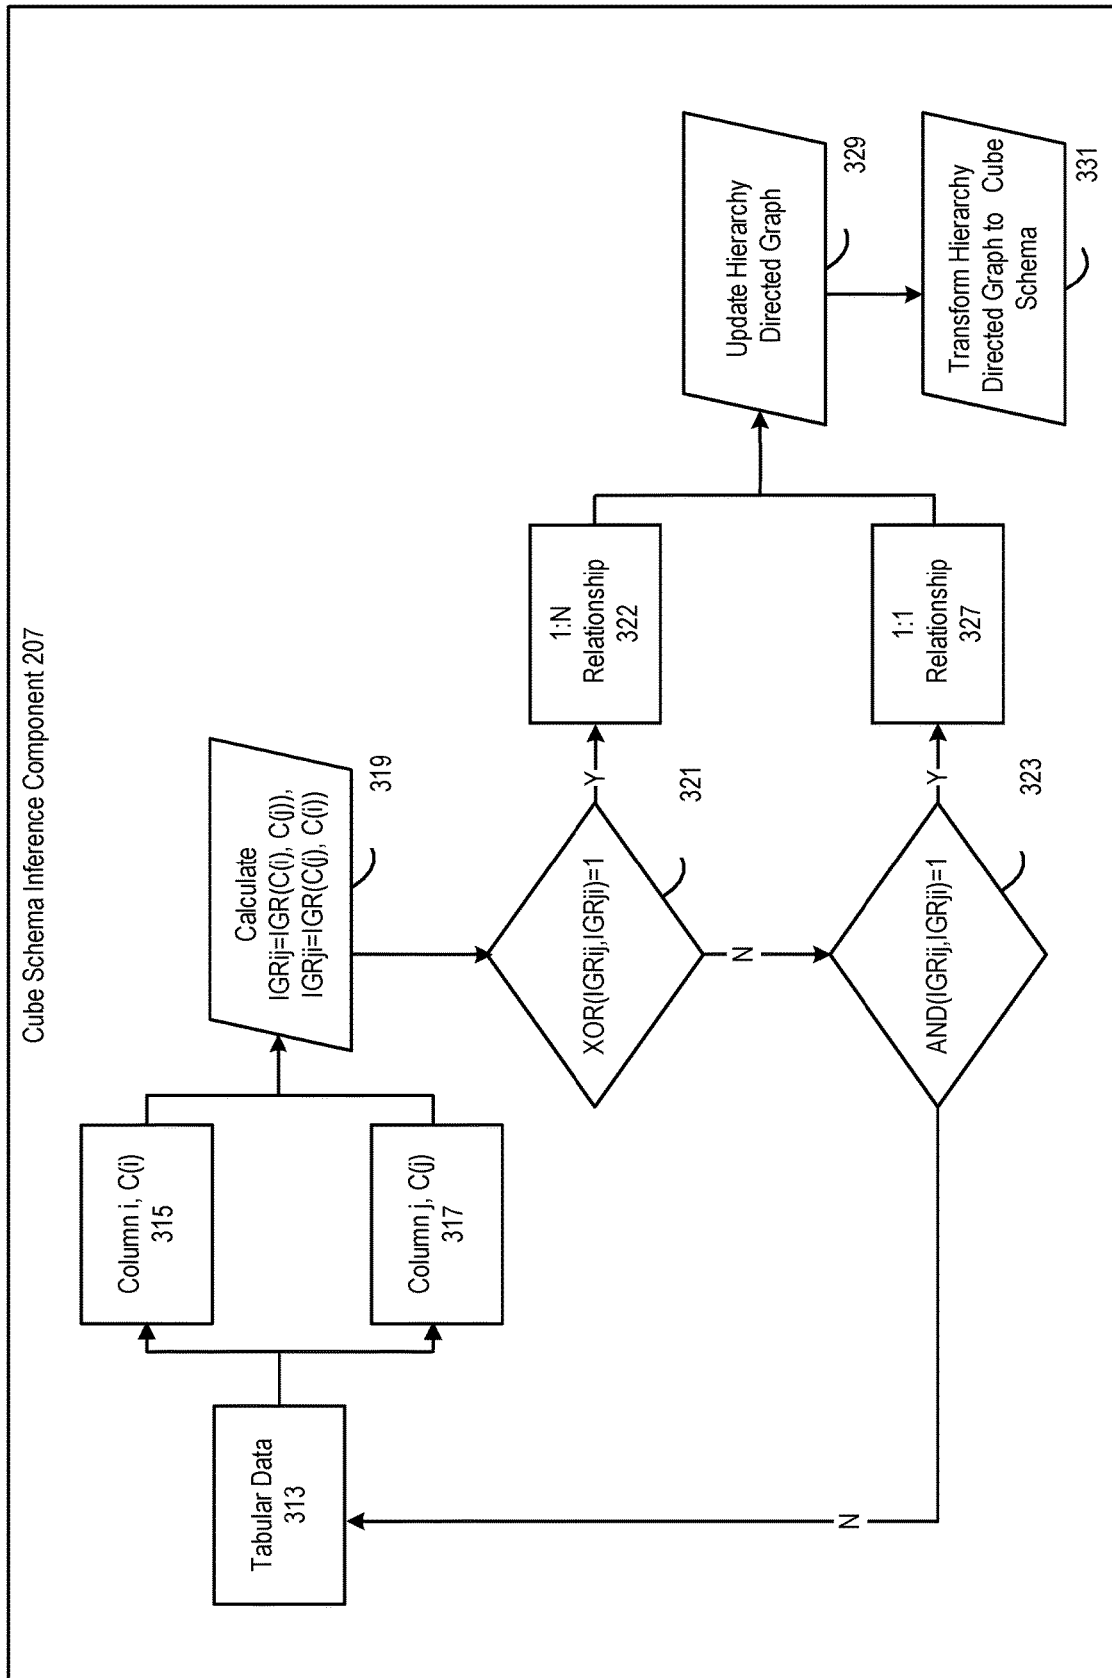 Cube Schema Inference Component 207
Tabular Data
313
Column i, C(i)
315
Column j, C(j)
317
Calculate
IGRij=IGR(C(i), C(j)),
IGRji=IGR(C(j), C(i))
319
XOR(IGRij,IGRji)=1
321
Y
N
1:N
Relationship
322
AND(IGRij,IGRji)=1
323
Y
N
1:1
Relationship
327
Update Hierarchy
Directed Graph
329
Transform Hierarchy
Directed Graph to Cube
Schema
331